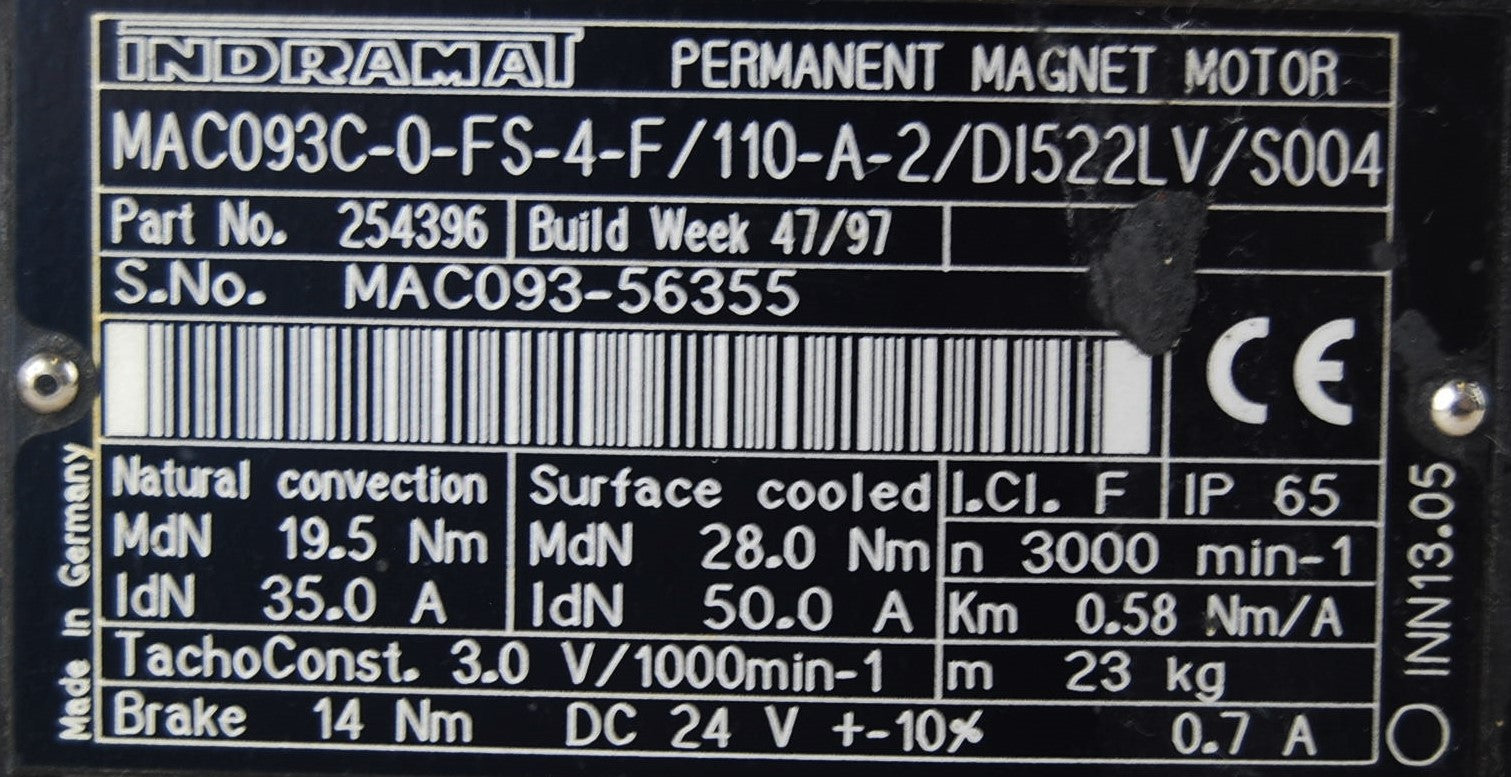 INDRAMAT PERMANENT MAGNET MOTOR
MAC093C-0-FS-4-F/110-A-2/DI522LV/S004
Part No. 254396 Build Week 47/97
S.No. MAC093-56355
CE
Natural convection Surface cooled I.Cl. F IP 65
MdN 19.5 Nm MdN 28.0 Nm n 3000 min-1
IdN 35.0 A IdN 50.0 A Km 0.58 Nm/A
TachoConst. 3.0 V/1000min-1 m 23 kg
Brake 14 Nm DC 24 V +-10% 0.7 A
Made In Germany
INN13.05